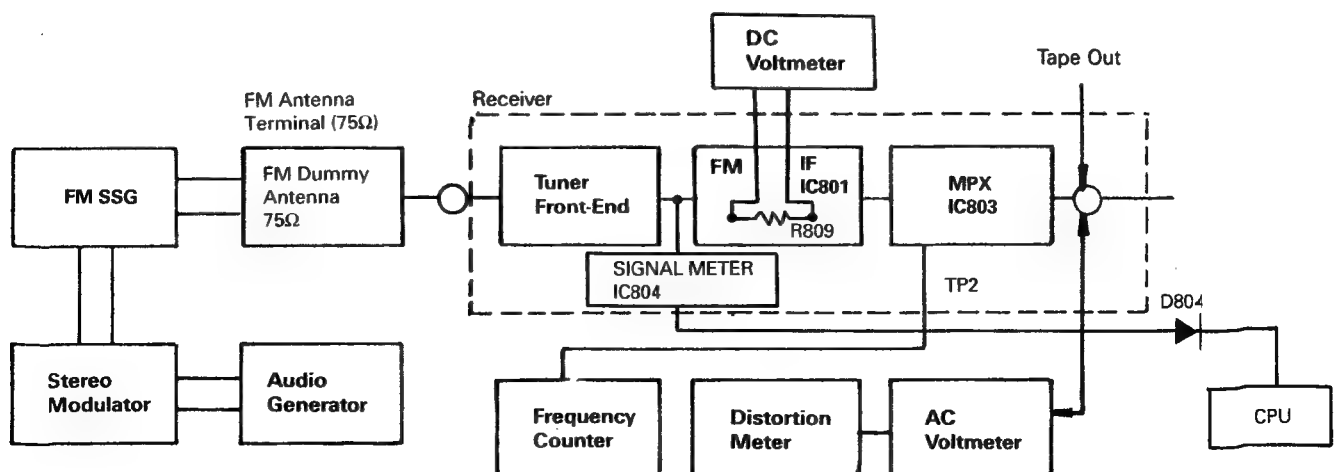 DC
Voltmeter
Tape Out
FM Antenna
Terminal (75Ω)
Receiver
FM SSG
FM Dummy
Antenna
75Ω
Tuner
Front-End
FM
IF
IC801
R809
MPX
IC803
SIGNAL METER
IC804
TP2
D804
Stereo
Modulator
Audio
Generator
Frequency
Counter
Distortion
Meter
AC
Voltmeter
CPU